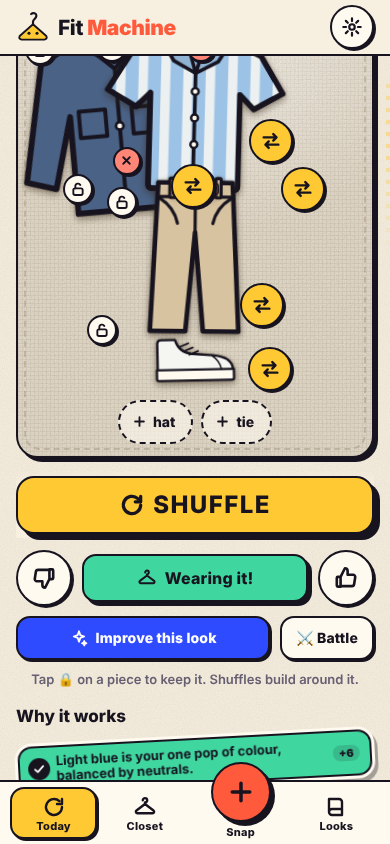 Fit Machine
+ hat
+ tie
SHUFFLE
Wearing it!
Improve this look
⚔️ Battle
Tap 🔒 on a piece to keep it. Shuffles build around it.
Why it works
Light blue is your one pop of colour,
balanced by neutrals.
+6
Today
Closet
Snap
Looks